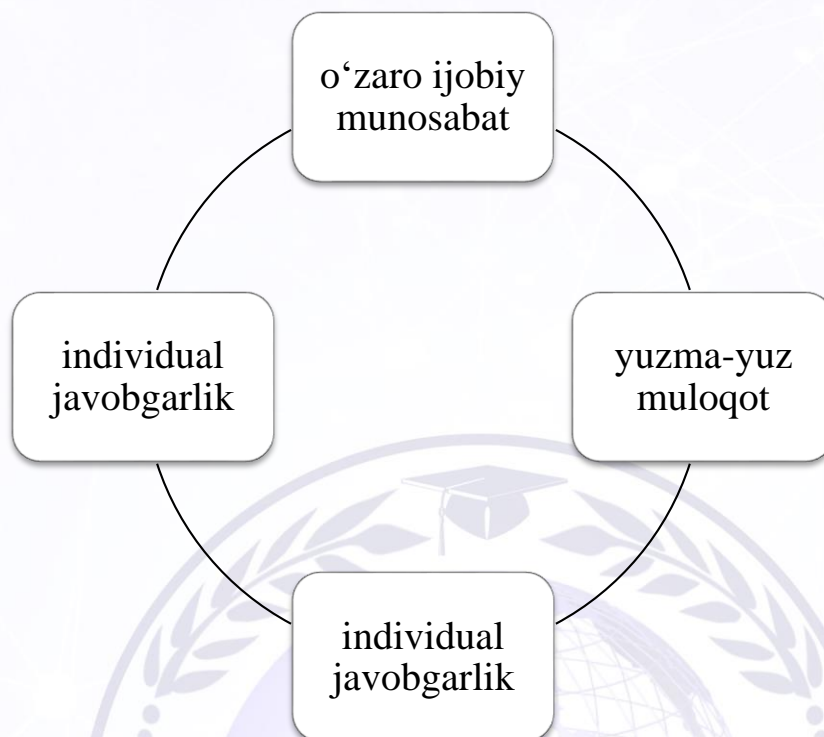 o‘zaro ijobiy
munosabat
individual
javobgarlik
yuzma-yuz
muloqot
individual
javobgarlik